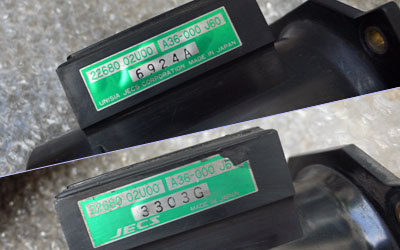 22680 02U00 A36-000 J60
6924A
UNISIA JECS CORPORATION MADE IN JAPAN
22680 02U00 A36-000 J6
3303G
JECS MADE IN JAPAN